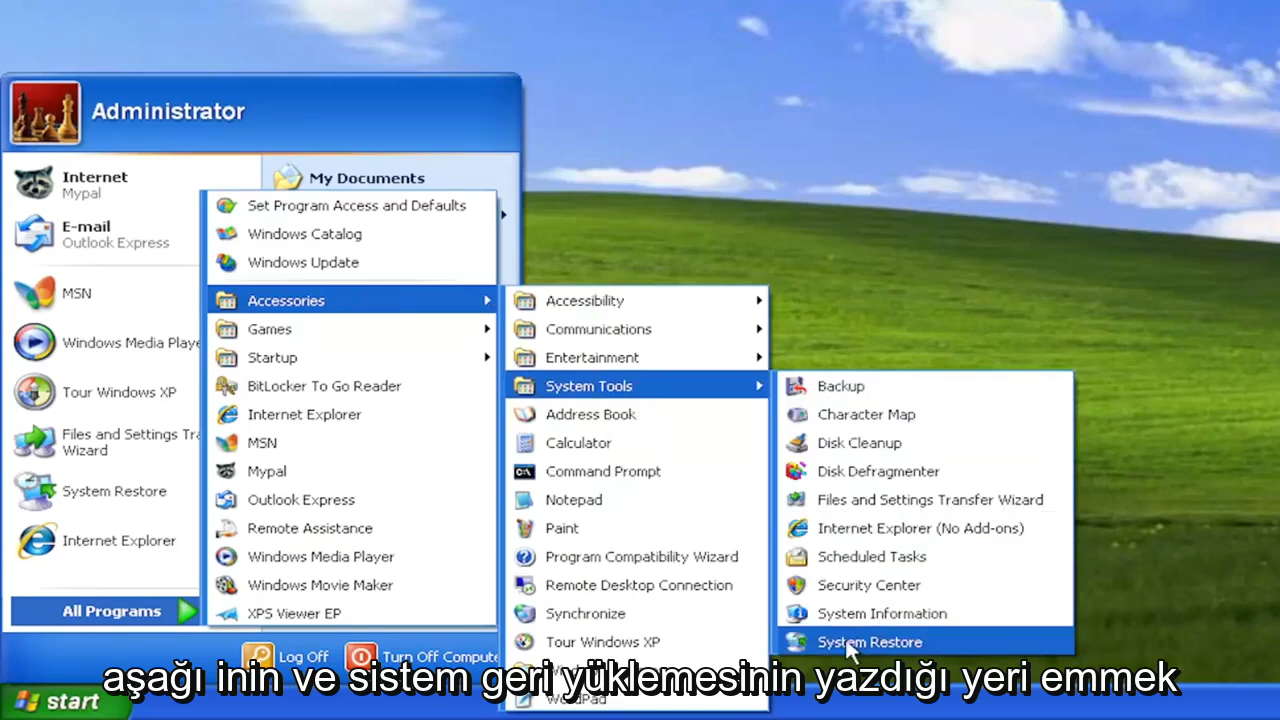 Administrator
Internet
Mypal
My Documents
E-mail
Outlook Express
MSN
Windows Media Playe
Tour Windows XP
Files and Settings Tra
Wizard
System Restore
Internet Explorer
All Programs
Set Program Access and Defaults
Windows Catalog
Windows Update
Accessories
Games
Startup
BitLocker To Go Reader
Internet Explorer
MSN
Mypal
Outlook Express
Remote Assistance
Windows Media Player
Windows Movie Maker
XPS Viewer EP
Accessibility
Communications
Entertainment
System Tools
Address Book
Calculator
Command Prompt
Notepad
Paint
Program Compatibility Wizard
Remote Desktop Connection
Synchronize
Tour Windows XP
WordPad
Backup
Character Map
Disk Cleanup
Disk Defragmenter
Files and Settings Transfer Wizard
Internet Explorer (No Add-ons)
Scheduled Tasks
Security Center
System Information
System Restore
Log Off
Turn Off Compute
aşağı inin ve sistem geri yüklemesinin yazdığı yeri emmek
start